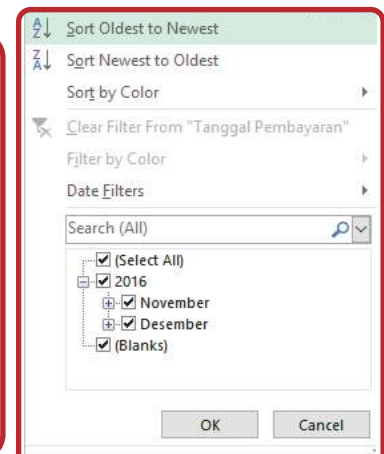 Sort Oldest to Newest
Sort Newest to Oldest
Sort by Color
Clear Filter From "Tanggal Pembayaran"
Filter by Color
Date Filters
Search (All)
(Select All)
2016
November
Desember
(Blanks)
OK
Cancel